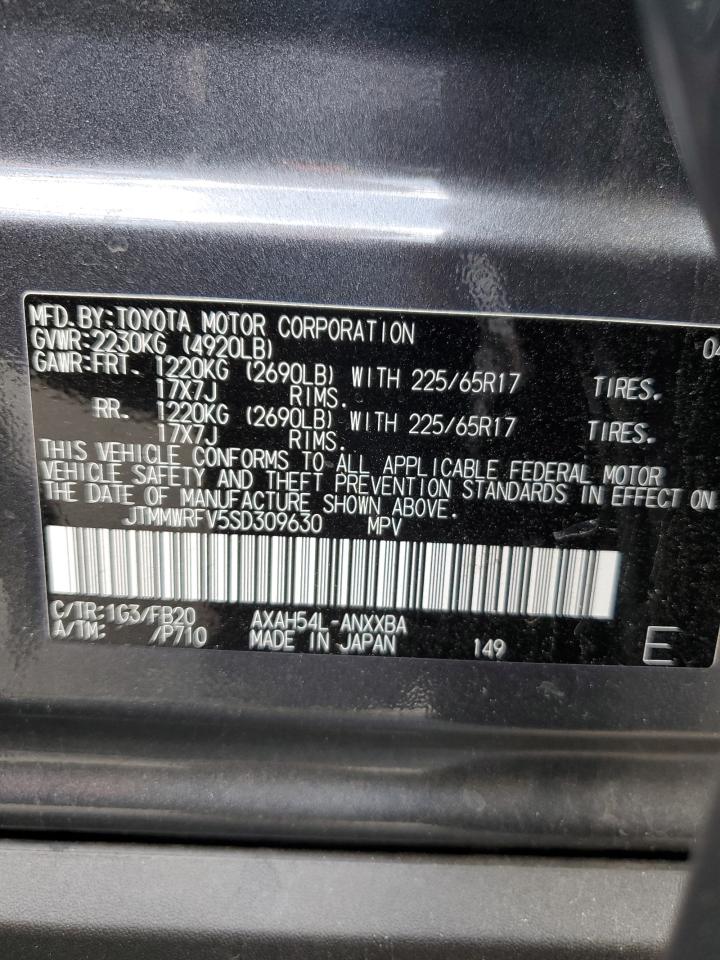 MFD.BY:TOYOTA MOTOR CORPORATION 04
GVWR:2230KG (4920LB)
GAWR:FRT. 1220KG (2690LB) WITH 225/65R17 TIRES.
17X7J RIMS.
RR. 1220KG (2690LB) WITH 225/65R17 TIRES.
17X7J RIMS.
THIS VEHICLE CONFORMS TO ALL APPLICABLE FEDERAL MOTOR
VEHICLE SAFETY AND THEFT PREVENTION STANDARDS IN EFFECT ON
THE DATE OF MANUFACTURE SHOWN ABOVE.
JTMMWRFV5SD309630 MPV
C/TR:1G3/FB20 AXAH54L-ANXXBA
A/TM: /P710 MADE IN JAPAN 149 E